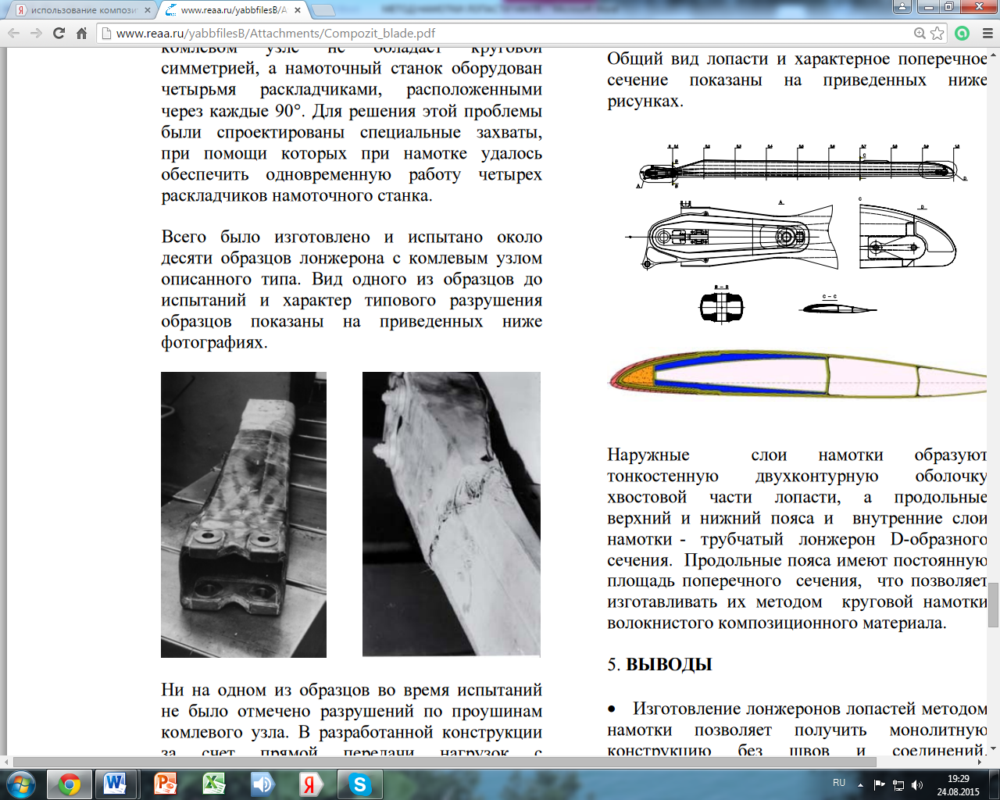 использование композит
www.reaa.ru/yabbfilesB/A
www.reaa.ru/yabbfilesB/Attachments/Compozit_blade.pdf
комлевом узле не обладает круговой
симметрией, а намоточный станок оборудован
четырьмя раскладчиками, расположенными
через каждые 90°. Для решения этой проблемы
были спроектированы специальные захваты,
при помощи которых при намотке удалось
обеспечить одновременную работу четырех
раскладчиков намоточного станка.
Всего было изготовлено и испытано около
десяти образцов лонжерона с комлевым узлом
описанного типа. Вид одного из образцов до
испытаний и характер типового разрушения
образцов показаны на приведенных ниже
фотографиях.
Ни на одном из образцов во время испытаний
не было отмечено разрушений по проушинам
комлевого узла. В разработанной конструкции
за счет прямой передачи нагрузок с
Общий вид лопасти и характерное поперечное
сечение показаны на приведенных ниже
рисунках.
A
C
D
A
C
D
B - B
C - C
Наружные слои намотки образуют
тонкостенную двухконтурную оболочку
хвостовой части лопасти, а продольные
верхний и нижний пояса и внутренние слои
намотки - трубчатый лонжерон D-образного
сечения. Продольные пояса имеют постоянную
площадь поперечного сечения, что позволяет
изготавливать их методом круговой намотки
волокнистого композиционного материала.
5. ВЫВОДЫ
• Изготовление лонжеронов лопастей методом
намотки позволяет получить монолитную
конструкцию без швов и соединений.
RU
19:29
24.08.2015